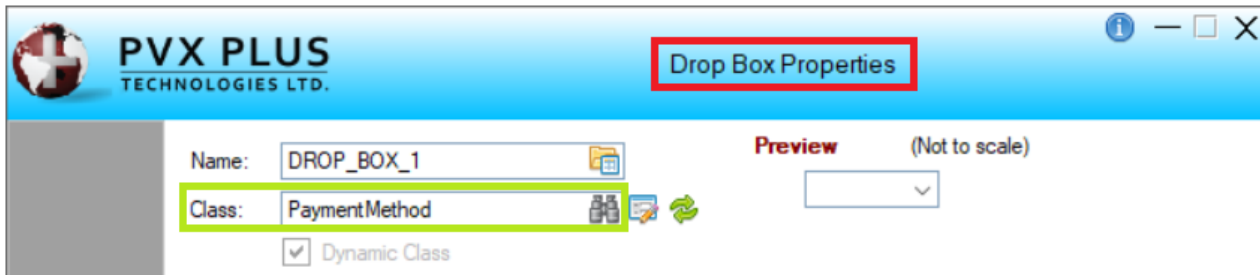 PVX PLUS
TECHNOLOGIES LTD.
Drop Box Properties
Name: DROP_BOX_1
Preview (Not to scale)
Class: PaymentMethod
Dynamic Class